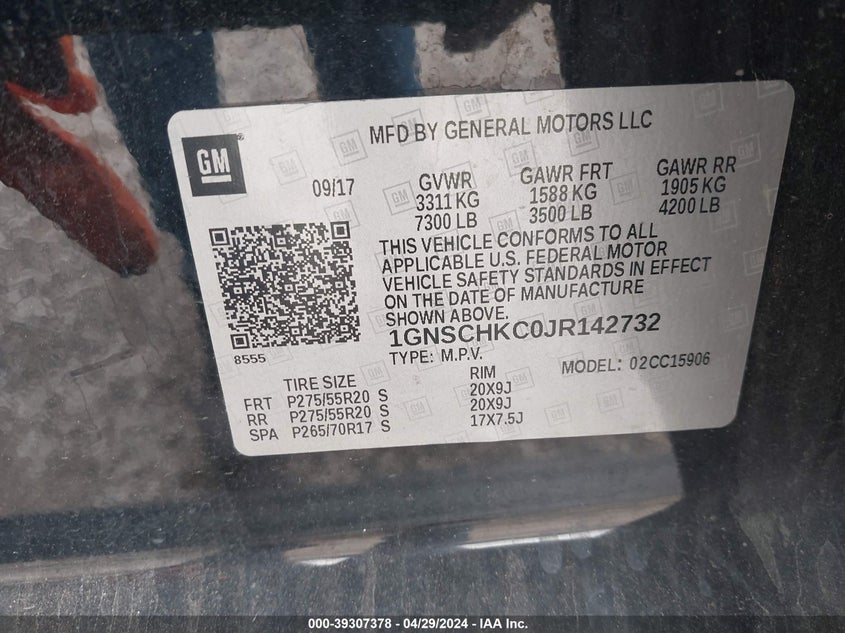 MFD BY GENERAL MOTORS LLC
GM
09/17 GVWR GAWR FRT GAWR RR
3311 KG 1588 KG 1905 KG
7300 LB 3500 LB 4200 LB
THIS VEHICLE CONFORMS TO ALL
APPLICABLE U.S. FEDERAL MOTOR
VEHICLE SAFETY STANDARDS IN EFFECT
ON THE DATE OF MANUFACTURE
SHOWN ABOVE.
1GNSCHKC0JR142732
8555
TYPE: M.P.V. MODEL: 02CC15906
TIRE SIZE RIM
FRT P275/55R20 S 20X9J
RR P275/55R20 S 20X9J
SPA P265/70R17 S 17X7.5J
000-39307378 - 04/29/2024 - IAA Inc.